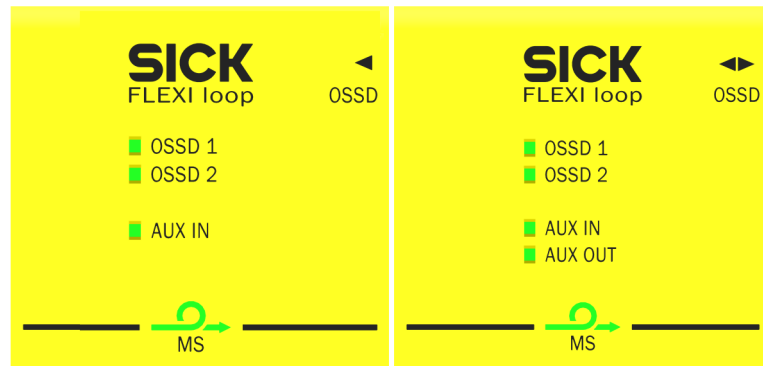 SICK
FLEXI loop
OSSD
OSSD 1
OSSD 2
AUX IN
MS
SICK
FLEXI loop
OSSD
OSSD 1
OSSD 2
AUX IN
AUX OUT
MS